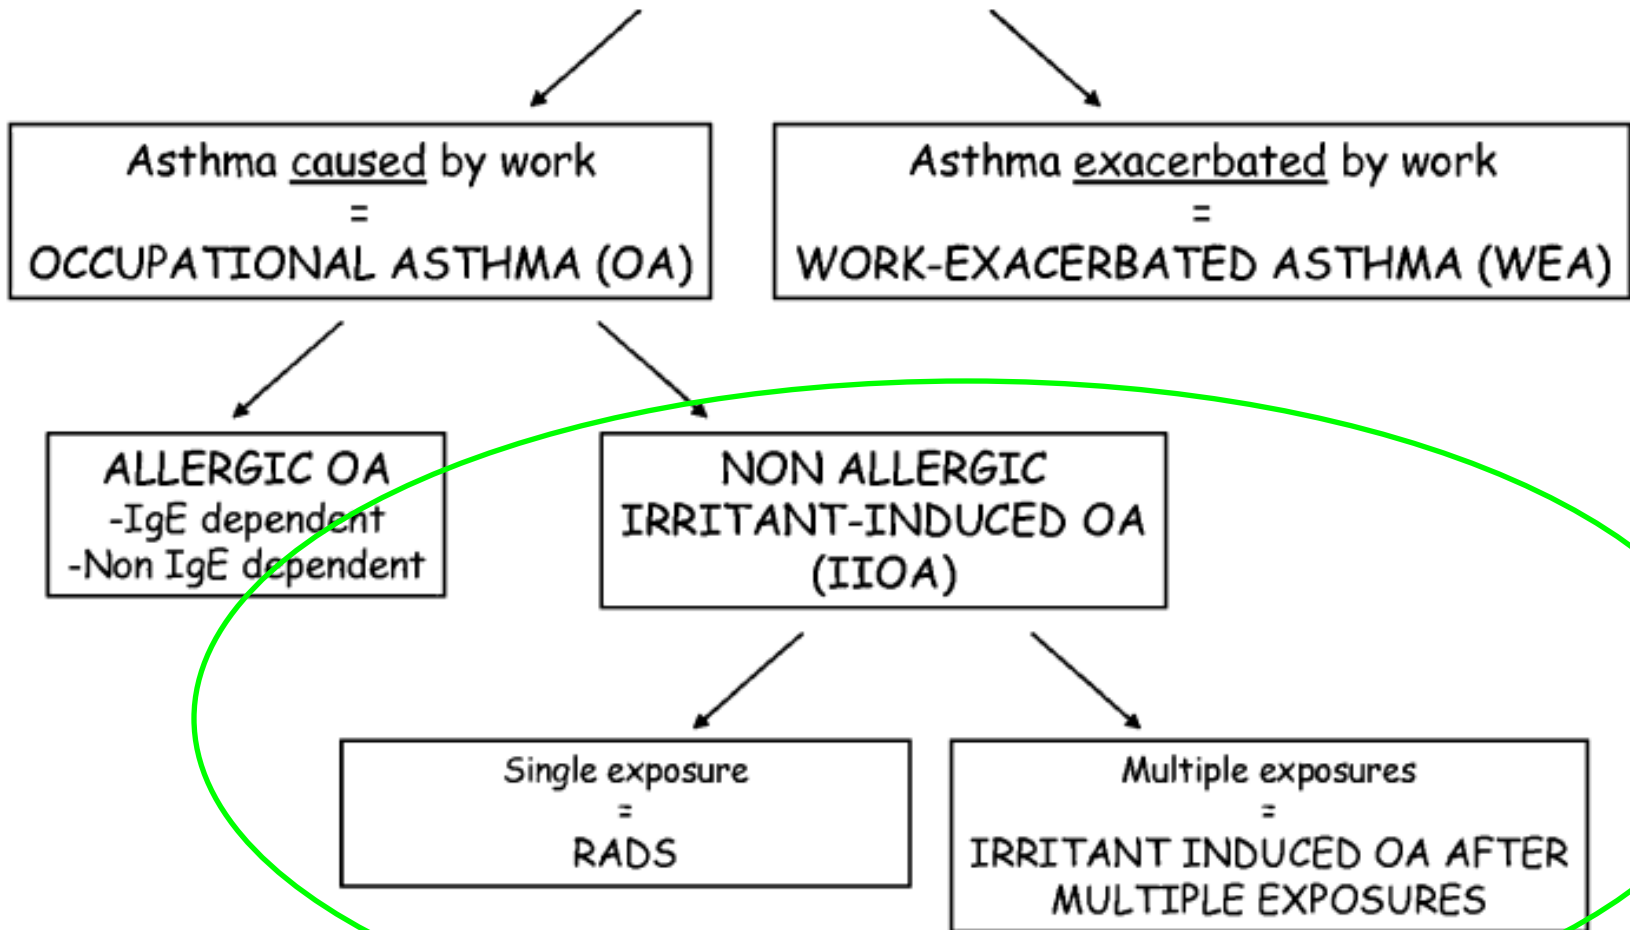 Asthma caused by work
=
OCCUPATIONAL ASTHMA (OA)
Asthma exacerbated by work
=
WORK-EXACERBATED ASTHMA (WEA)
ALLERGIC OA
-IgE dependent
-Non IgE dependent
NON ALLERGIC
IRRITANT-INDUCED OA
(IIOA)
Single exposure
=
RADS
Multiple exposures
=
IRRITANT INDUCED OA AFTER
MULTIPLE EXPOSURES